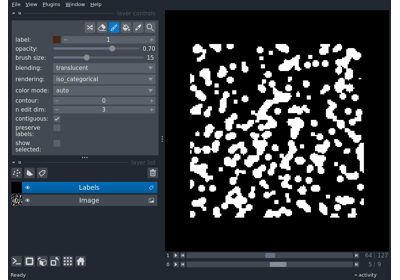 File View Plugins Window Help
layer controls
label: 1
opacity: 0.70
brush size: 15
blending: translucent
rendering: iso_categorical
color mode: auto
contour: 0
n edit dim: 3
contiguous:
preserve
labels:
show
selected:
layer list
Labels
Image
1 64 127
0 5 9
Ready
activity